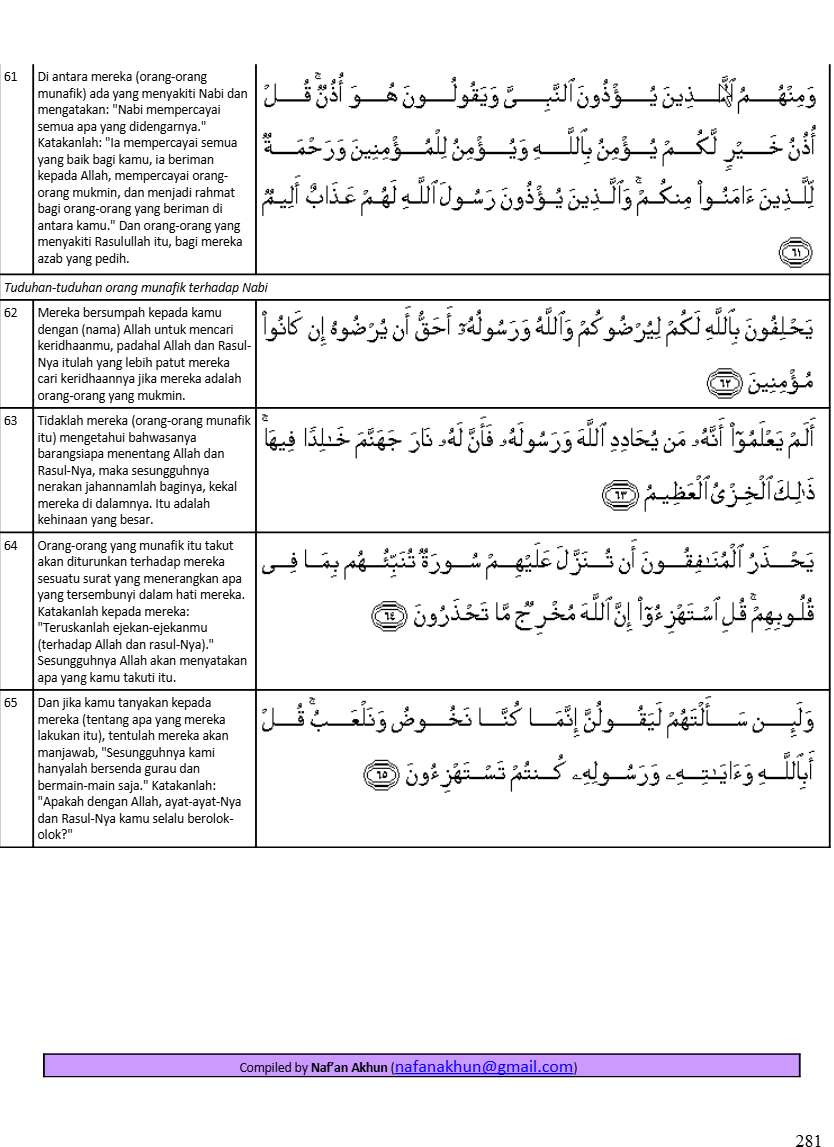 61
Di antara mereka (orang-orang
munafik) ada yang menyakiti Nabi dan
mengatakan: "Nabi mempercayai
semua apa yang didengarnya."
Katakanlah: "Ia mempercayai semua
yang baik bagi kamu, ia beriman
kepada Allah, mempercayai orang-
orang mukmin, dan menjadi rahmat
bagi orang-orang yang beriman di
antara kamu." Dan orang-orang yang
menyakiti Rasulullah itu, bagi mereka
azab yang pedih.
وَمِنْهُمُ ٱلَّذِينَ يُؤْذُونَ ٱلنَّبِىَّ وَيَقُولُونَ هُوَ أُذُنٌۚ قُلْ
أُذُنُ خَيْرٍ لَّكُمْ يُؤْمِنُ بِٱللَّهِ وَيُؤْمِنُ لِلْمُؤْمِنِينَ وَرَحْمَةٌ
لِّلَّذِينَ ءَامَنُوا۟ مِنكُمْۚ وَٱلَّذِينَ يُؤْذُونَ رَسُولَ ٱللَّهِ لَهُمْ عَذَابٌ أَلِيمٌ
٦١
Tuduhan-tuduhan orang munafik terhadap Nabi
62
Mereka bersumpah kepada kamu
dengan (nama) Allah untuk mencari
keridhaanmu, padahal Allah dan Rasul-
Nya itulah yang lebih patut mereka
cari keridhaannya jika mereka adalah
orang-orang yang mukmin.
يَحْلِفُونَ بِٱللَّهِ لَكُمْ لِيُرْضُوكُمْ وَٱللَّهُ وَرَسُولُهُۥٓ أَحَقُّ أَن يُرْضُوهُ إِن كَانُوا۟
مُؤْمِنِينَ ٦٢
63
Tidaklah mereka (orang-orang munafik
itu) mengetahui bahwasanya
barangsiapa menentang Allah dan
Rasul-Nya, maka sesungguhnya
nerakan jahannamlah baginya, kekal
mereka di dalamnya. Itu adalah
kehinaan yang besar.
أَلَمْ يَعْلَمُوٓا۟ أَنَّهُۥ مَن يُحَادِدِ ٱللَّهَ وَرَسُولَهُۥ فَأَنَّ لَهُۥ نَارَ جَهَنَّمَ خَـٰلِدًا فِيهَاۚ
ذَٰلِكَ ٱلْخِزْىُ ٱلْعَظِيمُ ٦٣
64
Orang-orang yang munafik itu takut
akan diturunkan terhadap mereka
sesuatu surat yang menerangkan apa
yang tersembunyi dalam hati mereka.
Katakanlah kepada mereka:
"Teruskanlah ejekan-ejekanmu
(terhadap Allah dan rasul-Nya)."
Sesungguhnya Allah akan menyatakan
apa yang kamu takuti itu.
يَحْذَرُ ٱلْمُنَـٰفِقُونَ أَن تُنَزَّلَ عَلَيْهِمْ سُورَةٌ تُنَبِّئُهُم بِمَا فِى
قُلُوبِهِمْۚ قُلِ ٱسْتَهْزِءُوٓا۟ إِنَّ ٱللَّهَ مُخْرِجٌ مَّا تَحْذَرُونَ ٦٤
65
Dan jika kamu tanyakan kepada
mereka (tentang apa yang mereka
lakukan itu), tentulah mereka akan
manjawab, "Sesungguhnya kami
hanyalah bersenda gurau dan
bermain-main saja." Katakanlah:
"Apakah dengan Allah, ayat-ayat-Nya
dan Rasul-Nya kamu selalu berolok-
olok?"
وَلَئِن سَأَلْتَهُمْ لَيَقُولُنَّ إِنَّمَا كُنَّا نَخُوضُ وَنَلْعَبُۚ قُلْ
أَبِٱللَّهِ وَءَايَـٰتِهِۦ وَرَسُولِهِۦ كُنتُمْ تَسْتَهْزِءُونَ ٦٥
Compiled by Naf'an Akhun (nafanakhun@gmail.com)
281